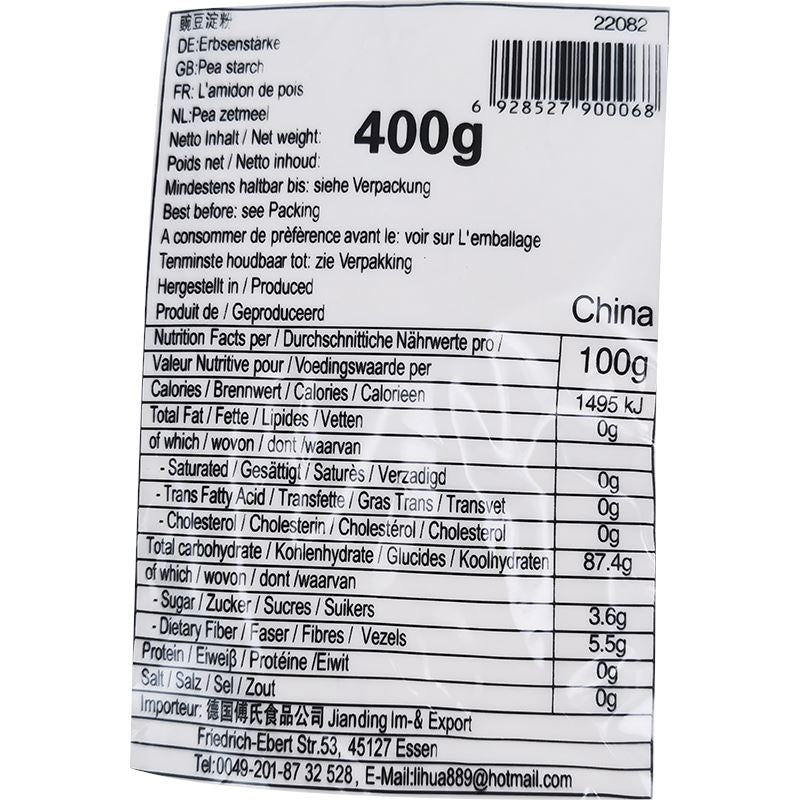 豌豆淀粉
22082
DE:Erbsenstärke
GB:Pea starch
FR: L'amidon de pois
NL:Pea zetmeel
6 928527 900068
Netto Inhalt / Net weight:
Poids net / Netto inhoud:
400g
Mindestens haltbar bis: siehe Verpackung
Best before: see Packing
A consommer de prèfèrence avant le: voir sur L'emballage
Tenminste houdbaar tot: zie Verpakking
Hergestellt in / Produced
Produit de / Geproduceerd
China
Nutrition Facts per / Durchschnittliche Nährwerte pro /
Valeur Nutritive pour / Voedingswaarde per
100g
Calories / Brennwert / Calories / Calorieen 1495 kJ
Total Fat / Fette / Lipides / Vetten 0g
of which / wovon / dont /waarvan
- Saturated / Gesättigt / Saturès / Verzadigd 0g
- Trans Fatty Acid / Transfette / Gras Trans / Transvet 0g
- Cholesterol / Cholesterin / Cholestérol / Cholesterol 0g
Total carbohydrate / Kohlenhydrate / Glucides / Koolhydraten 87.4g
of which / wovon / dont /waarvan
- Sugar / Zucker / Sucres / Suikers 3.6g
- Dietary Fiber / Faser / Fibres / Vezels 5.5g
Protein / Eiweiß / Protéine /Eiwit 0g
Salt / Salz / Sel / Zout 0g
Importeur: 德国傅氏食品公司 Jianding Im-& Export
Friedrich-Ebert Str.53, 45127 Essen
Tel:0049-201-87 32 528, E-Mail:lihua889@hotmail.com